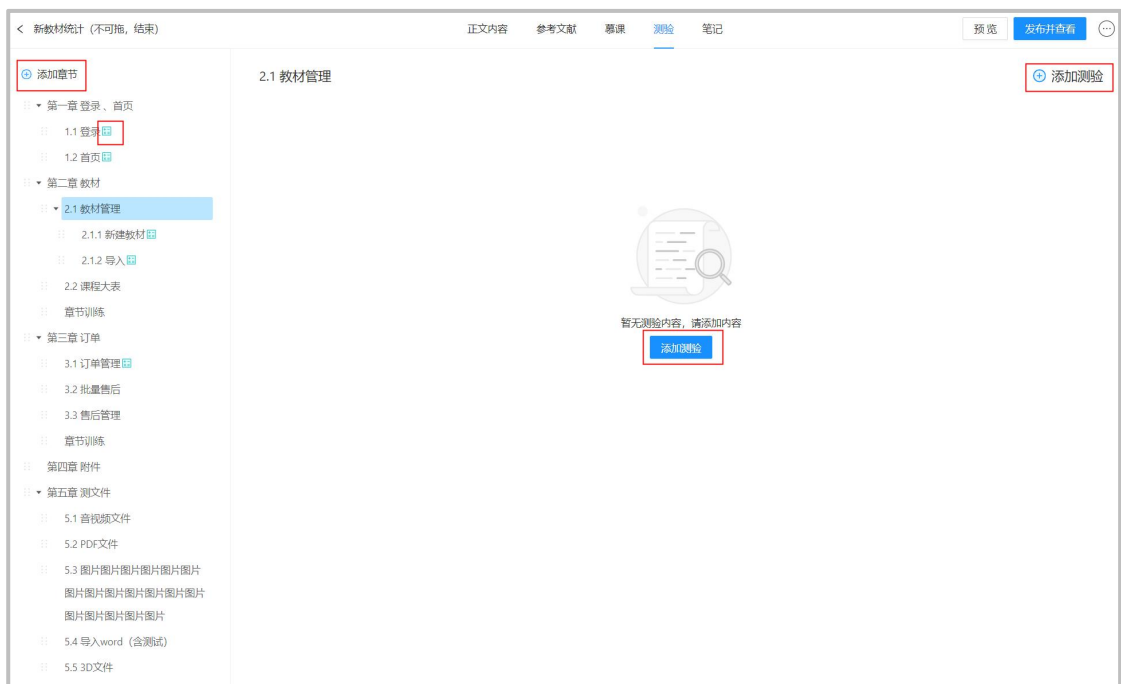 新教材统计（不可拖，结束）
正文内容
参考文献
慕课
测验
笔记
预览
发布并查看
添加章节
第一章 登录 、首页
1.1 登录
1.2 首页
第二章 教材
2.1 教材管理
2.1.1 新建教材
2.1.2 导入
2.2 课程大表
章节训练
第三章 订单
3.1 订单管理
3.2 批量售后
3.3 售后管理
章节训练
第四章 附件
第五章 测文件
5.1 音视频文件
5.2 PDF文件
5.3 图片图片图片图片图片图片
图片图片图片图片图片图片图片
图片图片图片图片图片
5.4 导入word（含测试）
5.5 3D文件
2.1 教材管理
添加测验
暂无测验内容，请添加内容
添加测验